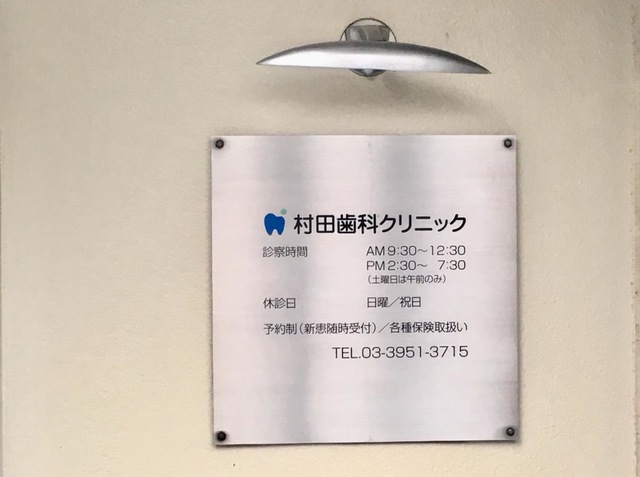 村田歯科クリニック
診察時間 AM 9:30～12:30
PM 2:30～ 7:30
（土曜日は午前のみ）
休診日 日曜／祝日
予約制（新患随時受付）／各種保険取扱い
TEL.03-3951-3715